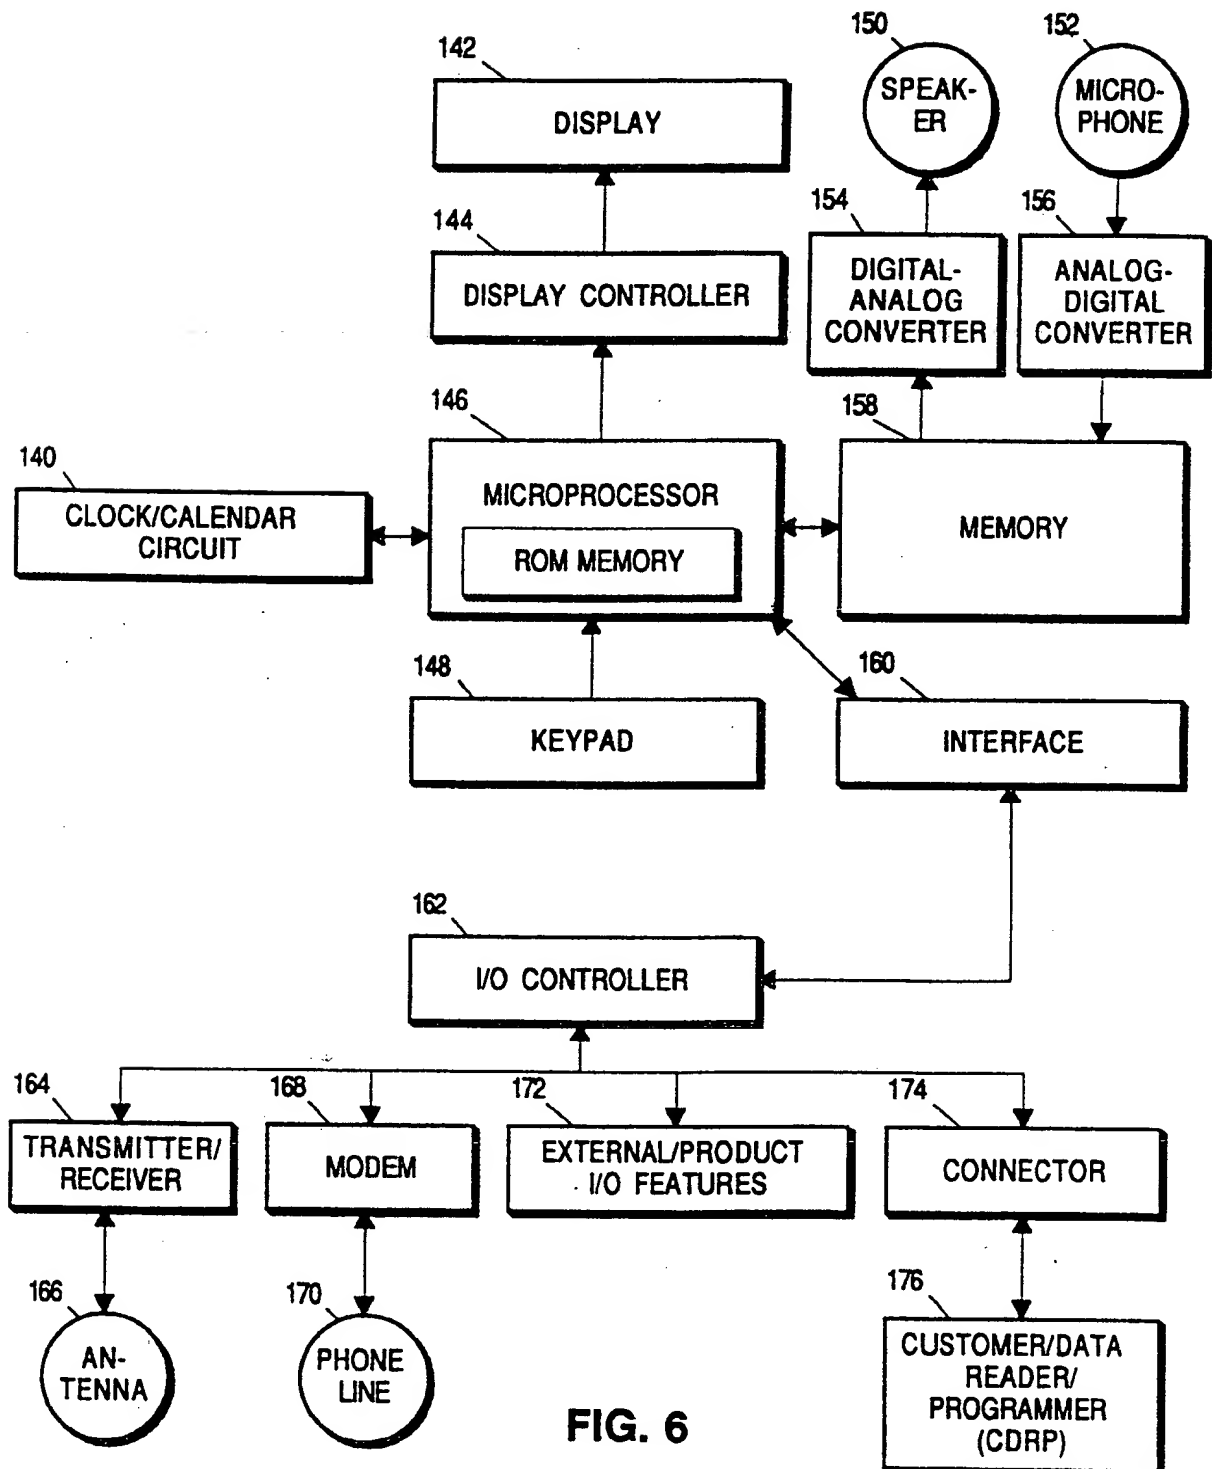 142
150
152
DISPLAY
SPEAK-
ER
MICRO-
PHONE
144
154
156
DISPLAY CONTROLLER
DIGITAL-
ANALOG
CONVERTER
ANALOG-
DIGITAL
CONVERTER
146
158
140
CLOCK/CALENDAR
CIRCUIT
MICROPROCESSOR
ROM MEMORY
MEMORY
148
160
KEYPAD
INTERFACE
162
I/O CONTROLLER
164
168
172
174
TRANSMITTER/
RECEIVER
MODEM
EXTERNAL/PRODUCT
I/O FEATURES
CONNECTOR
166
170
176
AN-
TENNA
PHONE
LINE
CUSTOMER/DATA
READER/
PROGRAMMER
(CDRP)
FIG. 6